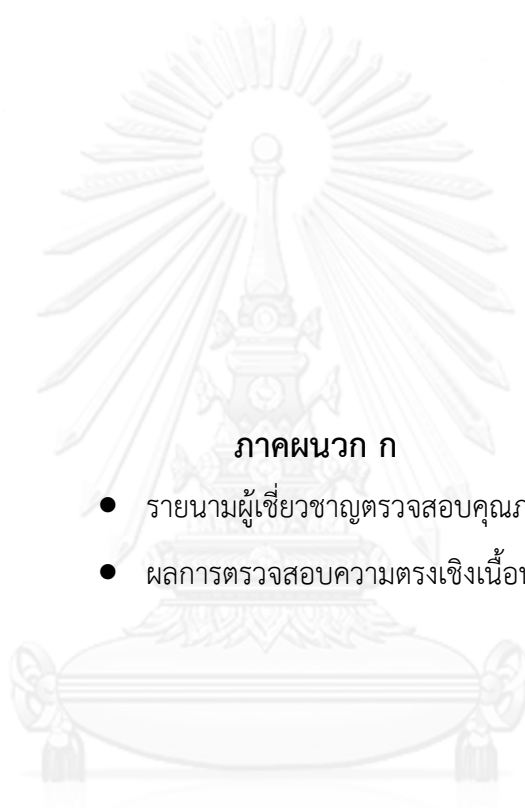 ภาคผนวก ก
● รายนามผู้เชี่ยวชาญตรวจสอบคุณภ
● ผลการตรวจสอบความตรงเชิงเนื้อ